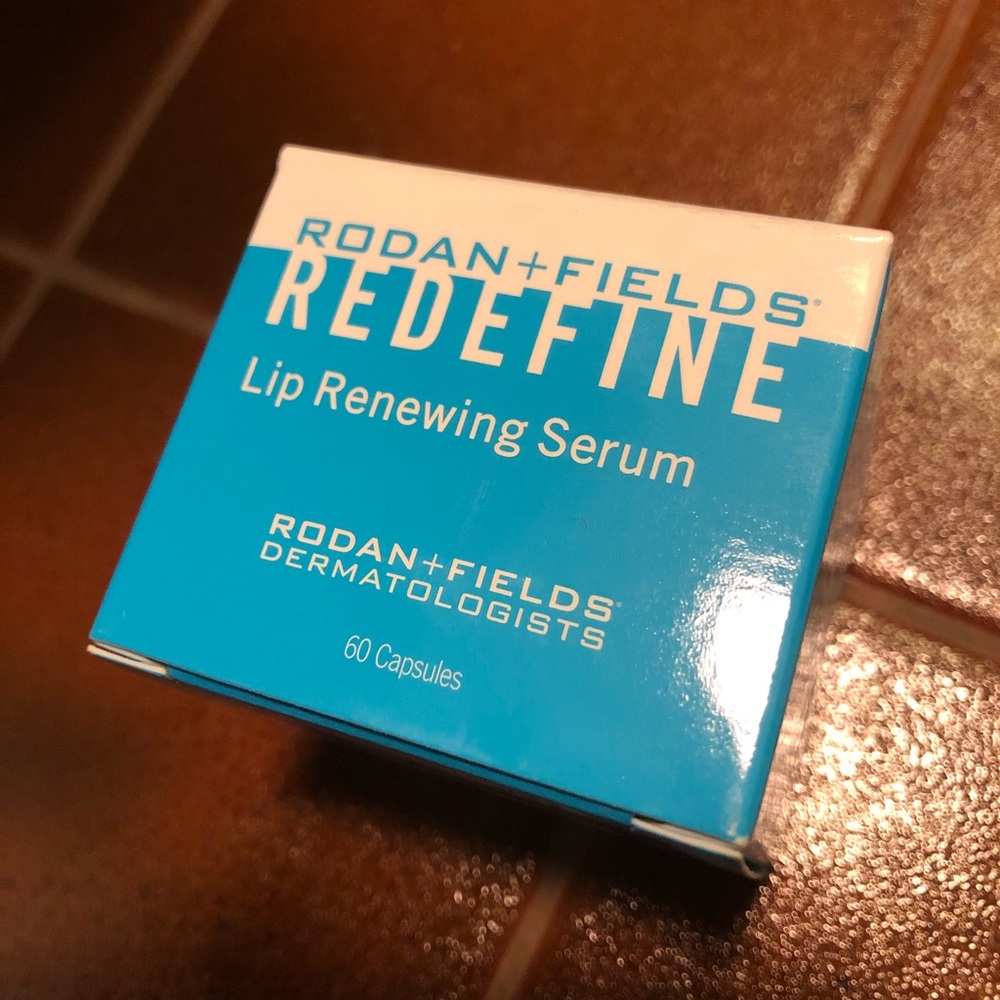 RODAN+FIELDS®
REDEFINE
Lip Renewing Serum
RODAN+FIELDS®
DERMATOLOGISTS
60 Capsules